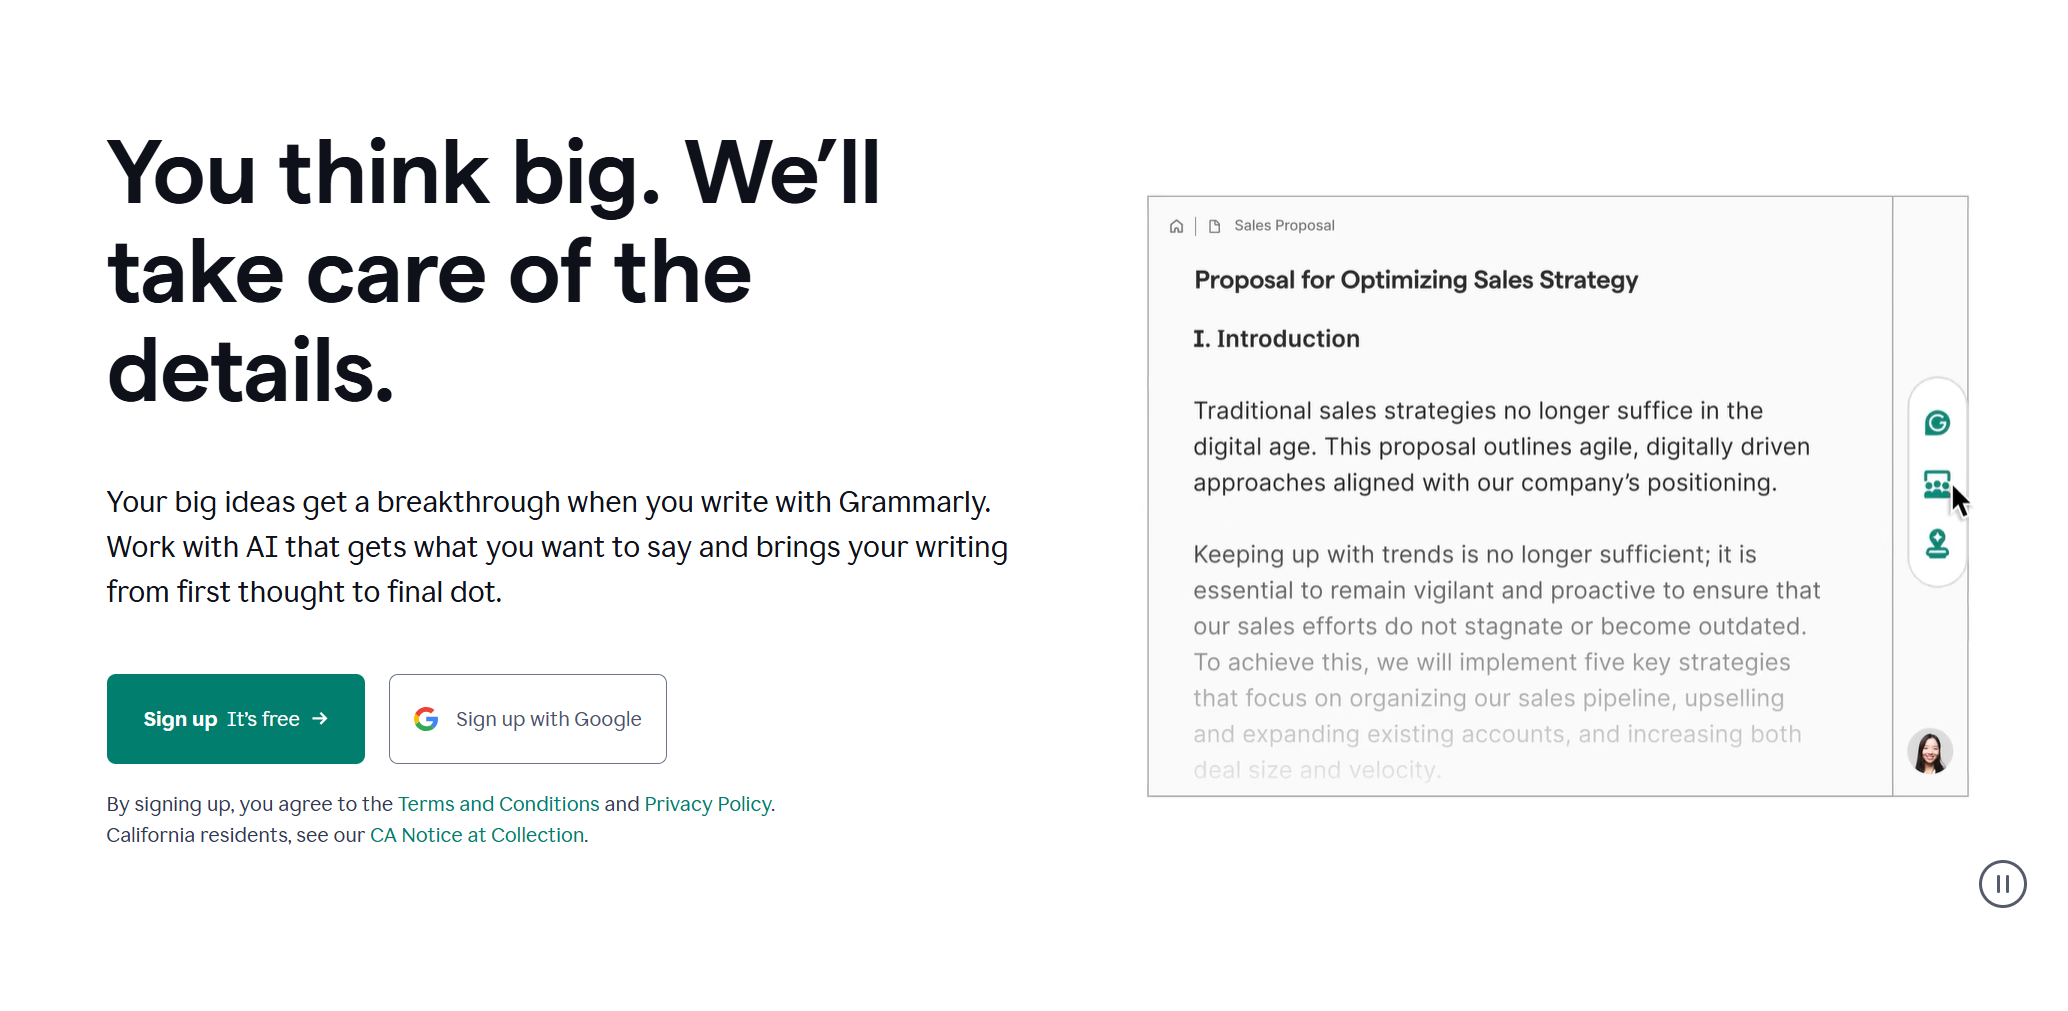 You think big. We’ll
take care of the
details.
Your big ideas get a breakthrough when you write with Grammarly.
Work with AI that gets what you want to say and brings your writing
from first thought to final dot.
Sign up It’s free →
Sign up with Google
By signing up, you agree to the Terms and Conditions and Privacy Policy.
California residents, see our CA Notice at Collection.
Sales Proposal
Proposal for Optimizing Sales Strategy
I. Introduction
Traditional sales strategies no longer suffice in the
digital age. This proposal outlines agile, digitally driven
approaches aligned with our company’s positioning.
Keeping up with trends is no longer sufficient; it is
essential to remain vigilant and proactive to ensure that
our sales efforts do not stagnate or become outdated.
To achieve this, we will implement five key strategies
that focus on organizing our sales pipeline, upselling
and expanding existing accounts, and increasing both
deal size and velocity.